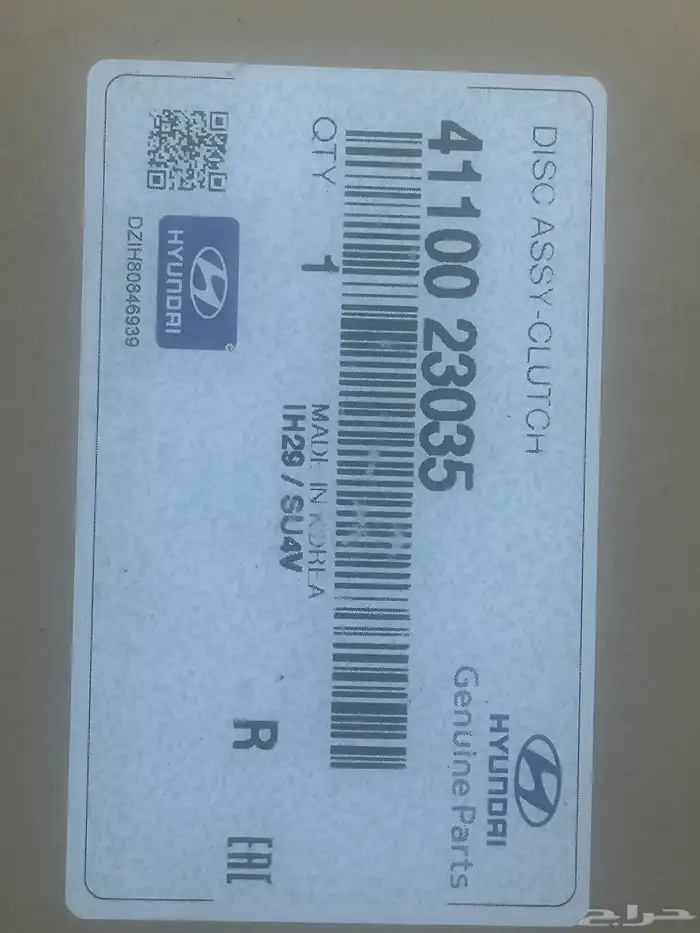 DISC ASSY-CLUTCH
HYUNDAI
Genuine Parts
41100 23035
QTY 1
MADE IN KOREA
IH29 / SU4V
R
EAC
HYUNDAI
DZIH80846939
حراج